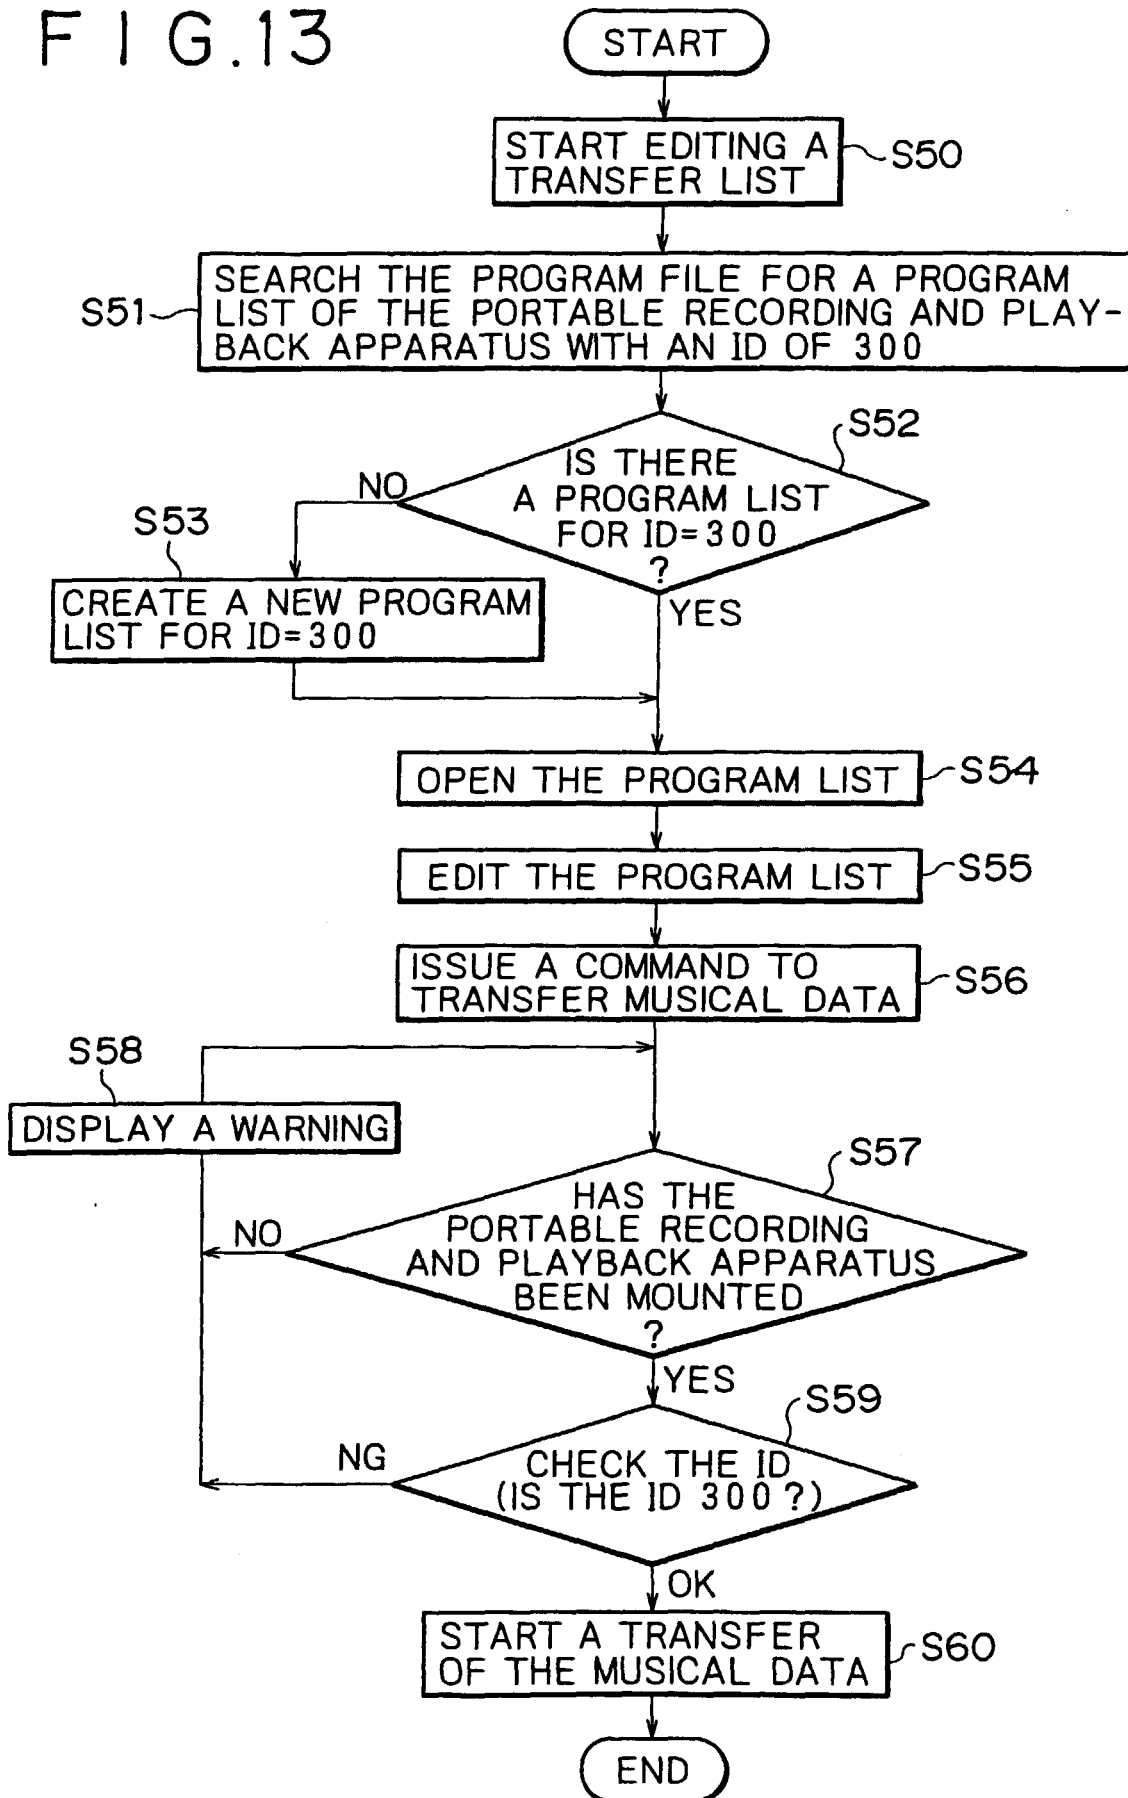 FIG.13
START
START EDITING A
TRANSFER LIST
S50
SEARCH THE PROGRAM FILE FOR A PROGRAM
LIST OF THE PORTABLE RECORDING AND PLAY-
BACK APPARATUS WITH AN ID OF 300
S51
S52
IS THERE
A PROGRAM LIST
FOR ID=300
?
NO
YES
S53
CREATE A NEW PROGRAM
LIST FOR ID=300
OPEN THE PROGRAM LIST
S54
EDIT THE PROGRAM LIST
S55
ISSUE A COMMAND TO
TRANSFER MUSICAL DATA
S56
S58
DISPLAY A WARNING
S57
HAS THE
PORTABLE RECORDING
AND PLAYBACK APPARATUS
BEEN MOUNTED
?
NO
YES
S59
CHECK THE ID
(IS THE ID 300?)
NG
OK
START A TRANSFER
OF THE MUSICAL DATA
S60
END